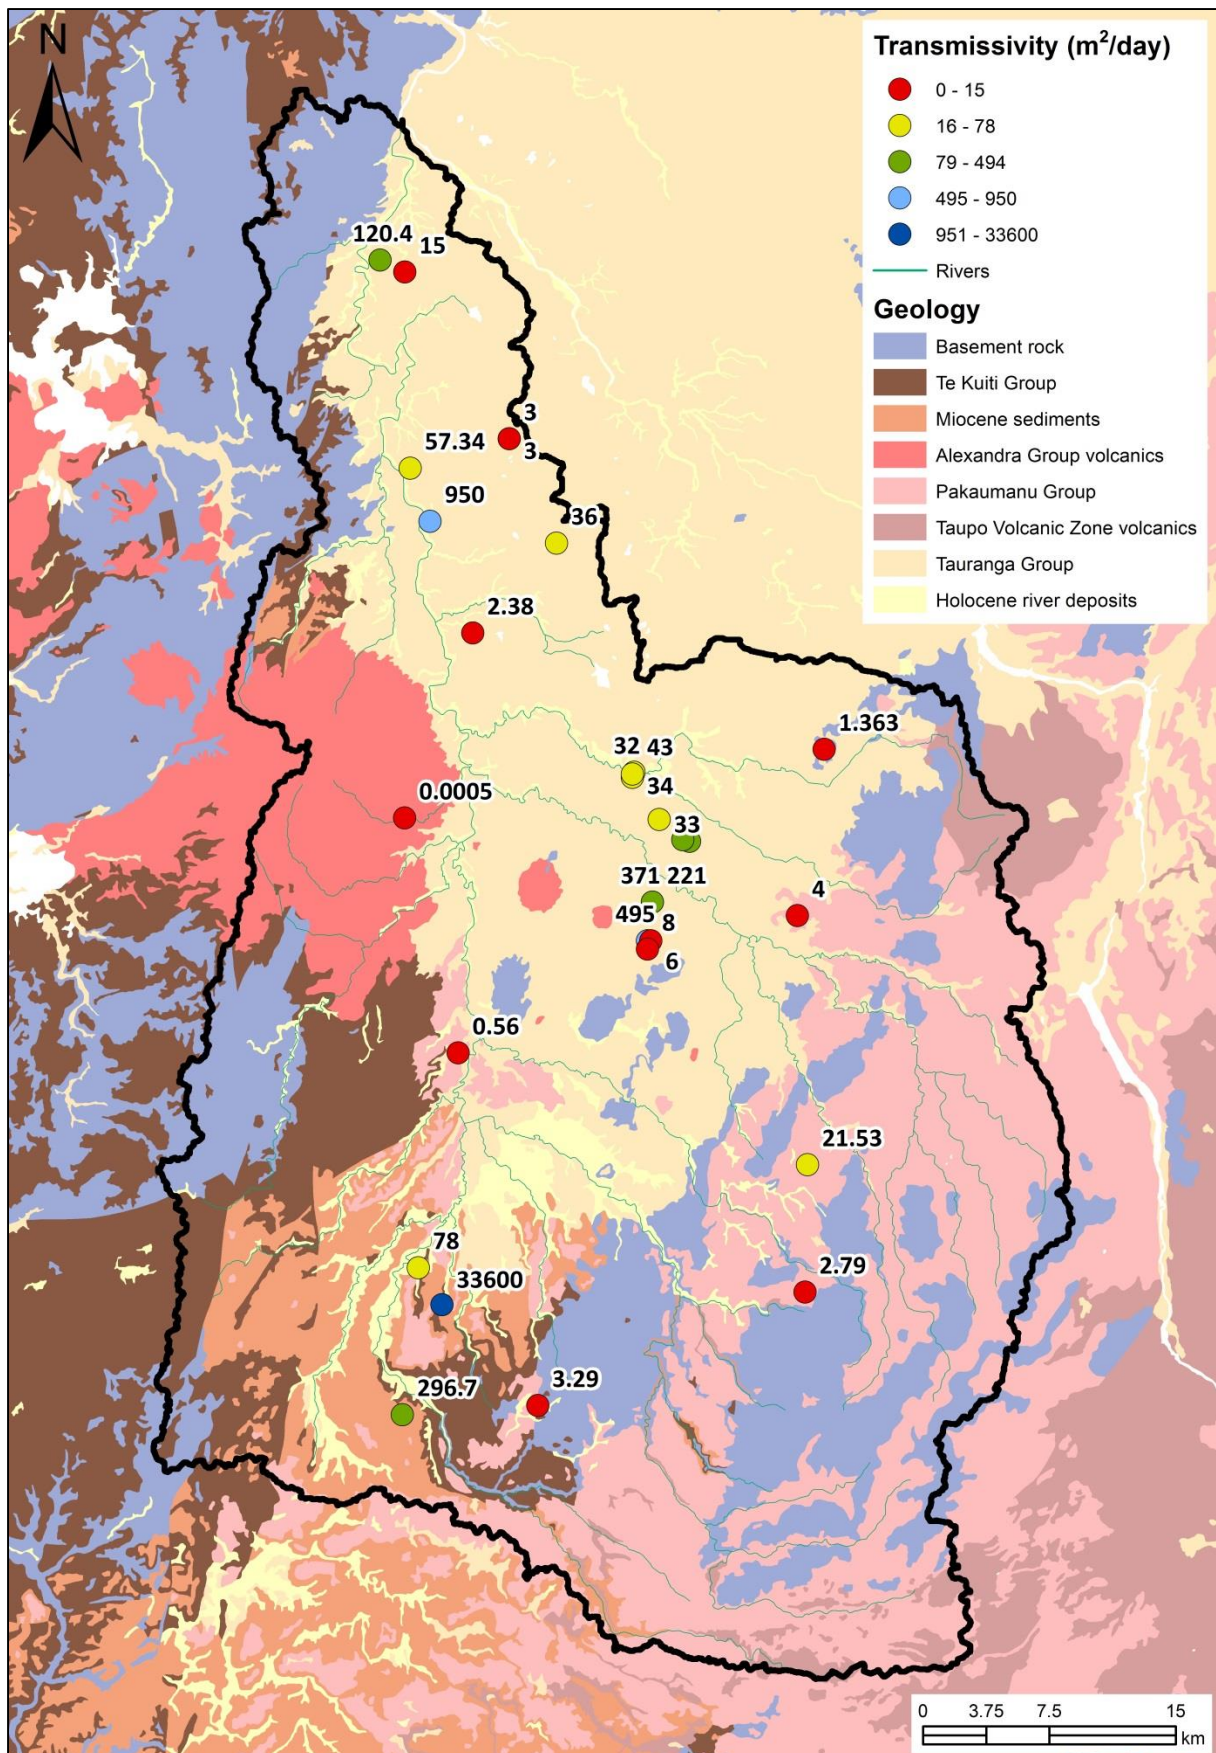 N
Transmissivity (m²/day)
0 - 15
16 - 78
79 - 494
495 - 950
951 - 33600
Rivers
Geology
Basement rock
Te Kuiti Group
Miocene sediments
Alexandra Group volcanics
Pakaumanu Group
Taupo Volcanic Zone volcanics
Tauranga Group
Holocene river deposits
120.4
15
3
3
57.34
950
36
2.38
1.363
32 43
34
0.0005
33
371 221
4
495 8
6
0.56
21.53
78
2.79
33600
3.29
296.7
0 3.75 7.5 15
km